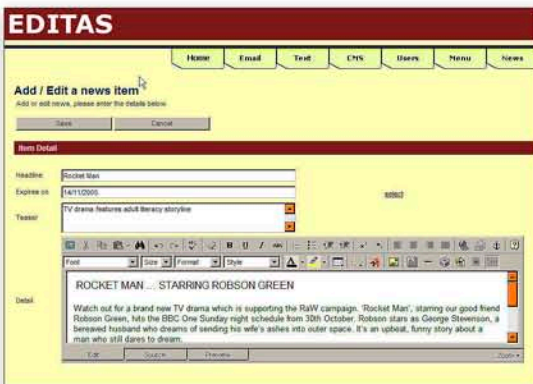 EDITAS
Home Email Text CMS Users Menu News
Add / Edit a news item
Add or edit news, please enter the details below.
Save Cancel
Item Detail
Headline Rocket Man
Expires on 14/11/2005 select
Teaser TV drama features adult literacy storyline
Font Size Format Style
Detail
ROCKET MAN ... STARRING ROBSON GREEN
Watch out for a brand new TV drama which is supporting the RaW campaign. 'Rocket Man', starring our good friend
Robson Green, hits the BBC One Sunday night schedule from 30th October. Robson stars as George Stevenson, a
bereaved husband who dreams of sending his wife's ashes into outer space. It's an upbeat, funny story about a
man who still dares to dream.
Edit Source Preview Zoom